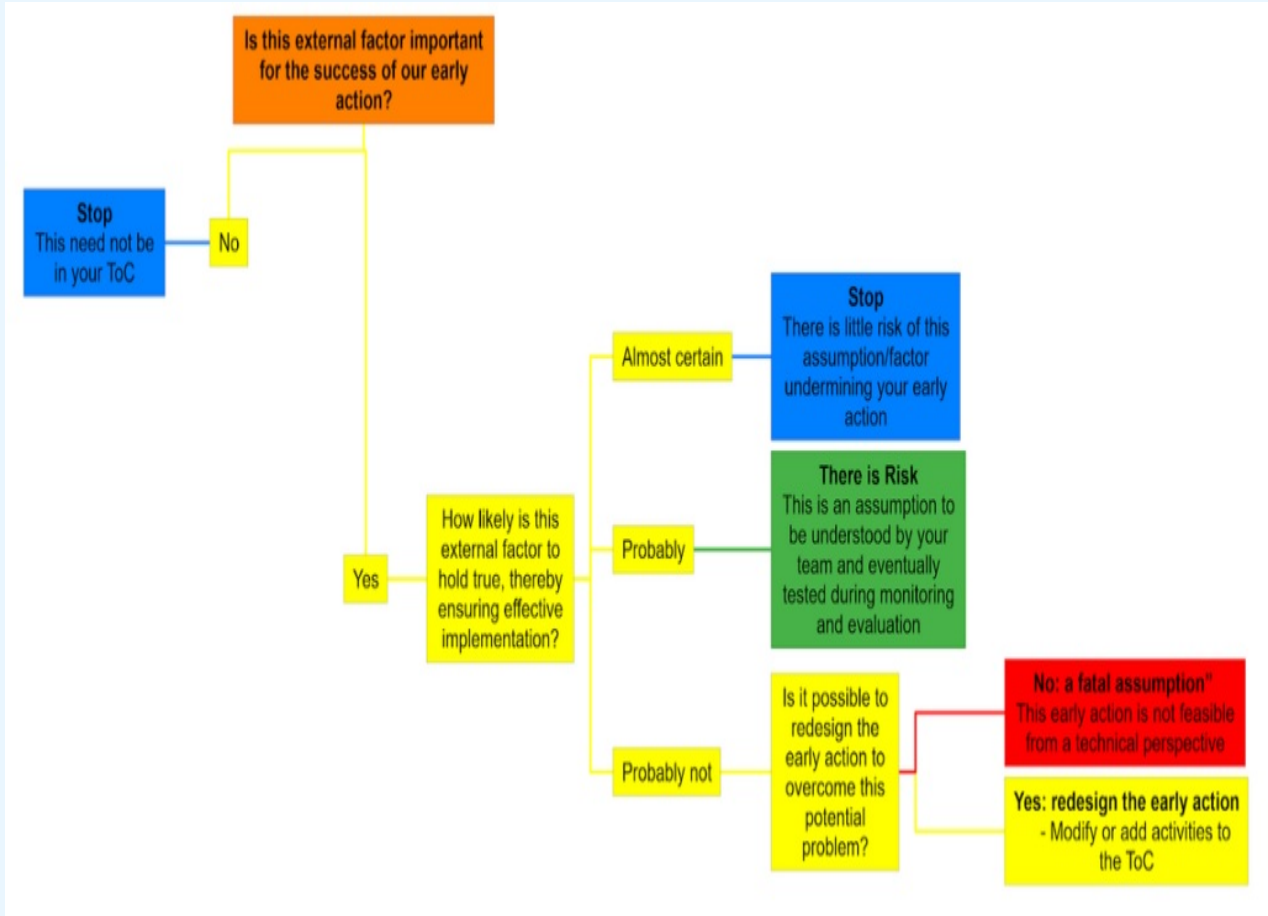 Is this external factor important
for the success of our early
action?
Stop
This need not be
in your ToC
No
Yes
How likely is this
external factor to
hold true, thereby
ensuring effective
implementation?
Almost certain
Stop
There is little risk of this
assumption/factor
undermining your early
action
Probably
There is Risk
This is an assumption to
be understood by your
team and eventually
tested during monitoring
and evaluation
Probably not
Is it possible to
redesign the
early action to
overcome this
potential
problem?
No: a fatal assumption"
This early action is not feasible
from a technical perspective
Yes: redesign the early action
- Modify or add activities to
the ToC